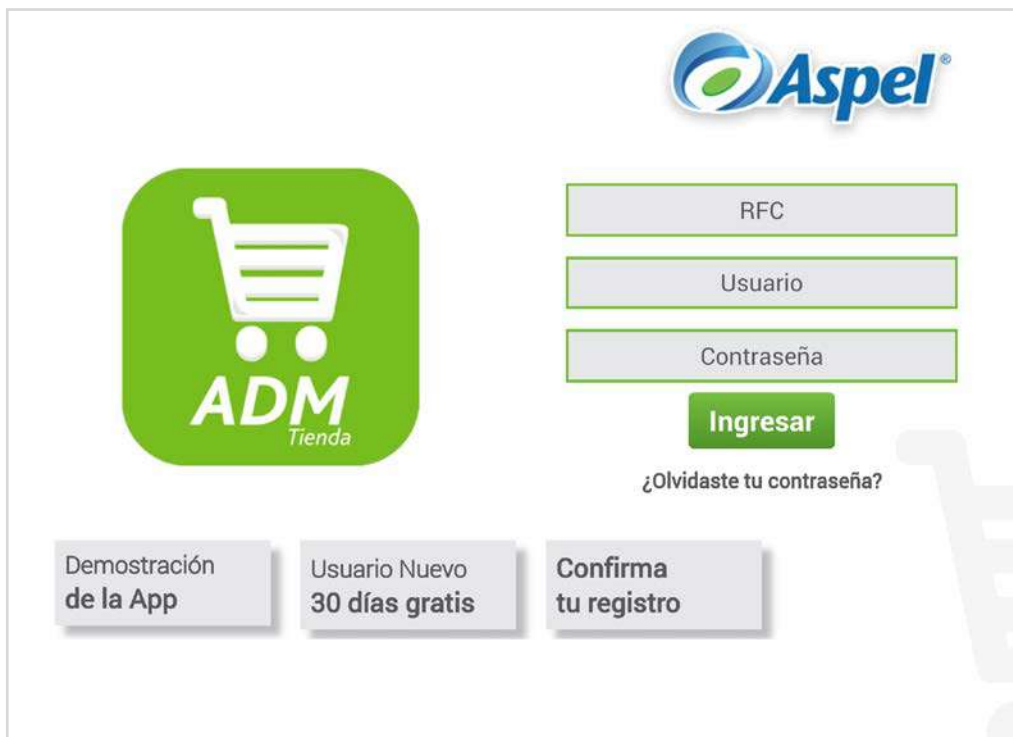 Aspel®
RFC
Usuario
Contraseña
Ingresar
¿Olvidaste tu contraseña?
ADM
Tienda
Demostración
de la App
Usuario Nuevo
30 días gratis
Confirma
tu registro